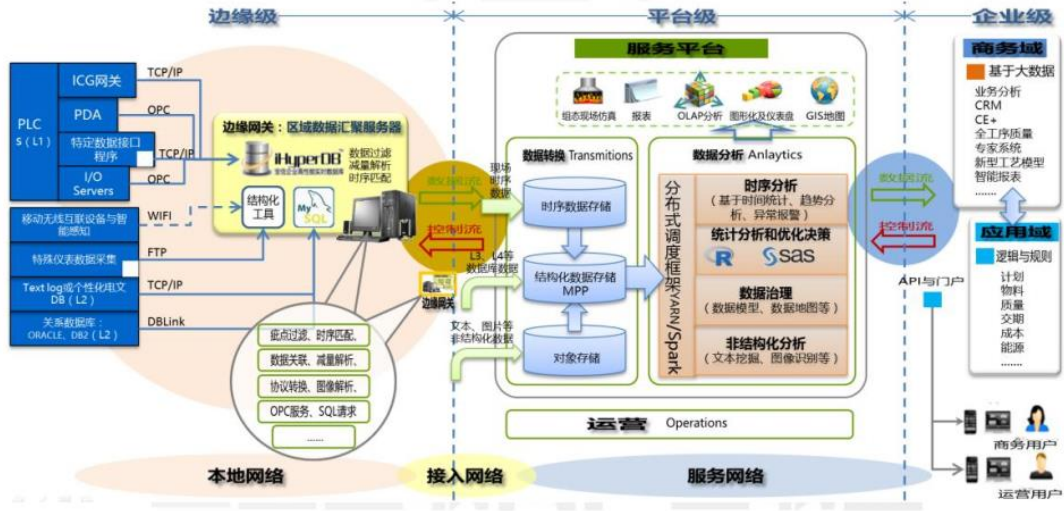 边缘级
平台级
企业级
PLC
S（L1）
ICG网关
PDA
特定数据接口
程序
I/O
Servers
TCP/IP
OPC
TCP/IP
OPC
移动无线互联设备与智
能感知
WIFI
特殊仪表数据采集
FTP
Text log或个性化电文
DB（L2）
TCP/IP
关系数据库：
ORACLE、DB2（L2）
DBLink
边缘网关：区域数据汇聚服务器
iHyperDB
数据过滤
减量解析
时序匹配
结构化
工具
MySQL
数据流
控制流
边缘网关
疵点过滤、时序匹配、
数据关联、减量解析、
协议转换、图像解析、
OPC服务、SQL请求
......
现场
时序
数据
L3、L4等
数据库数据
文本、图片等
非结构化数据
服务平台
组态现场仿真
报表
OLAP分析
图形化及仪表盘
GIS地图
数据转换 Transmitions
时序数据存储
结构化数据存储
MPP
对象存储
数据分析 Anlaytics
分布式调度框架YARN/Spark
时序分析
（基于时间统计、趋势分
析、异常报警）
统计分析和优化决策
R
sas
数据治理
（数据模型、数据地图等）
非结构化分析
（文本挖掘、图像识别等）
运营 Operations
数据流
控制流
商务域
基于大数据
业务分析
CRM
CE+
全工序质量
专家系统
新型工艺模型
智能报表
.......
应用域
逻辑与规则
计划
物料
质量
交期
成本
能源
.......
API与门户
商务用户
运营用户
本地网络
接入网络
服务网络